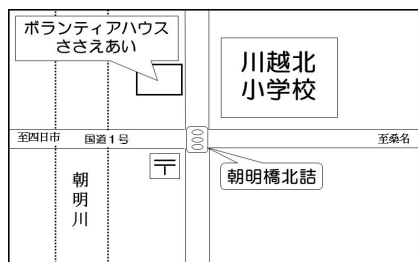 ボランティアハウス
ささえあい
川越北
小学校
至四日市
国道1号
至桑名
〒
朝明橋北詰
朝明川